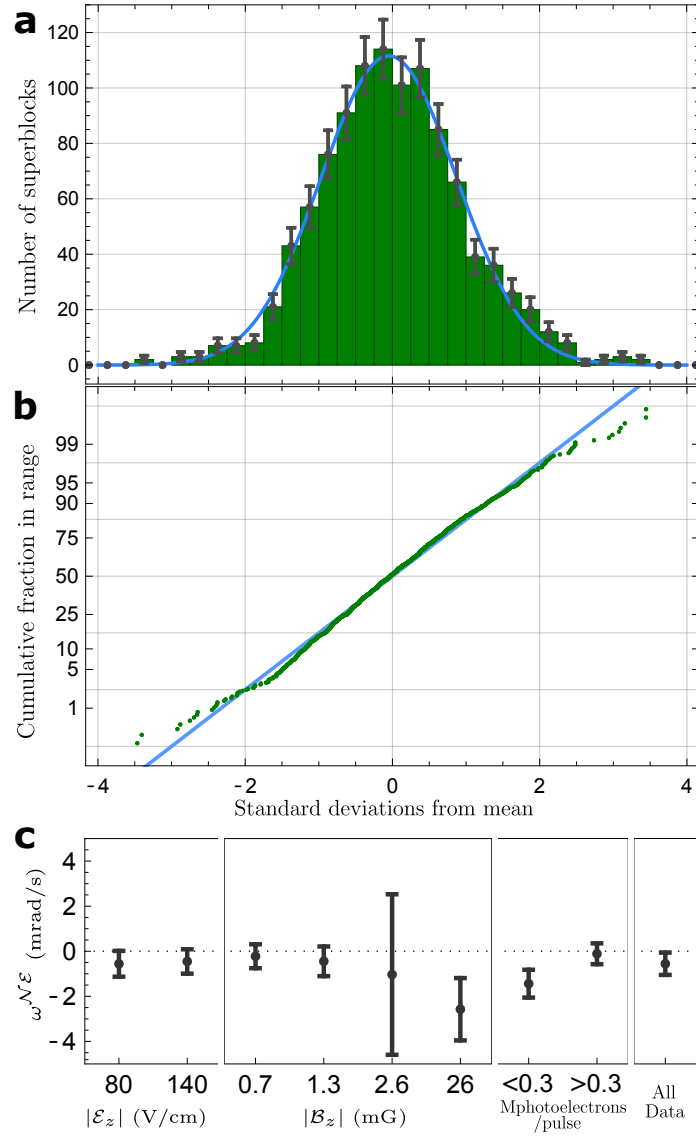 a
120
100
80
60
40
20
0
Number of superblocks
b
99
95
90
75
50
25
10
5
1
Cumulative fraction in range
−4 −2 0 2 4
Standard deviations from mean
c
4
2
0
-2
-4
ω^𝒩ℰ (mrad/s)
80 140 0.7 1.3 2.6 26 <0.3 >0.3 All
|ℰz| (V/cm) |ℬz| (mG) Mphotoelectrons /pulse Data